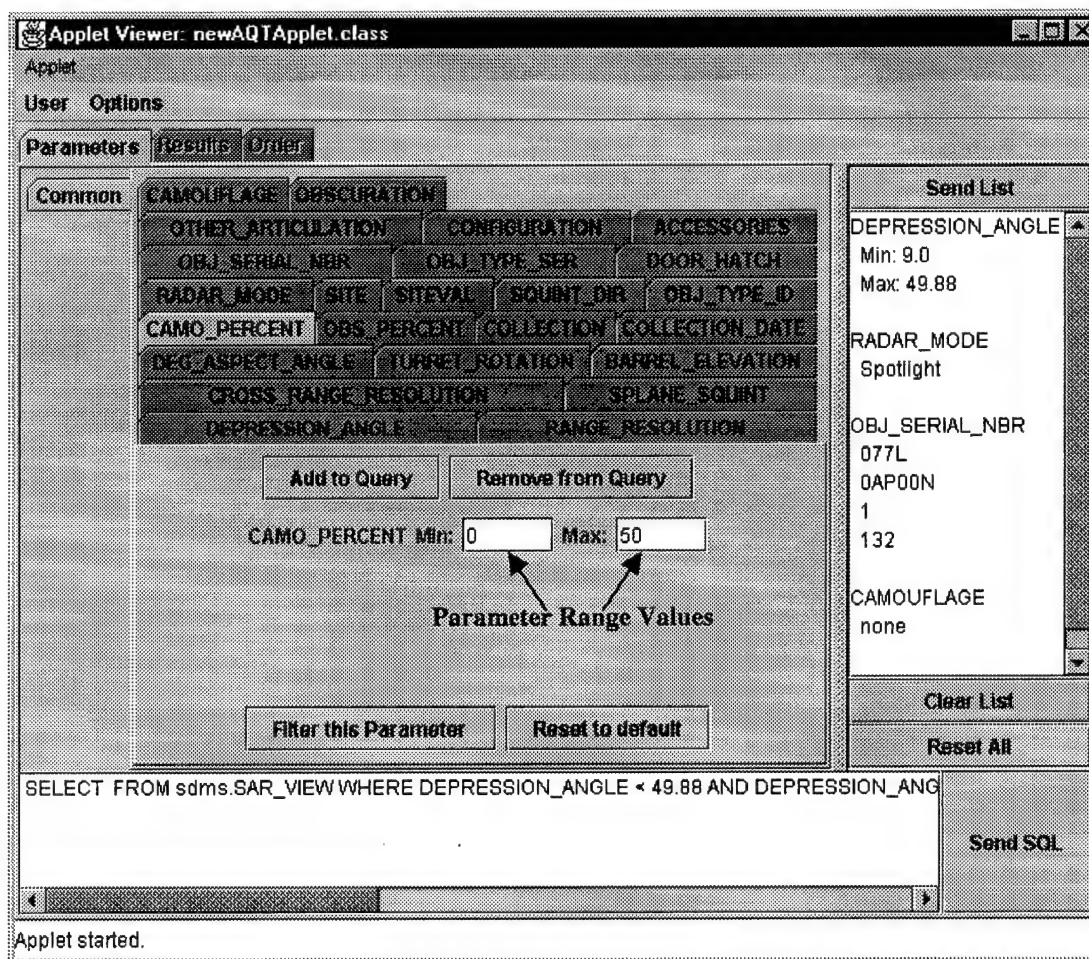 Applet Viewer: newAQTApplet.class
Applet
User Options
Parameters Results Order
Common
CAMOUFLAGE OBSCURATION
OTHER_ARTICULATION CONFIGURATION ACCESSORIES
OBJ_SERIAL_NBR OBJ_TYPE_SER DOOR_HATCH
RADAR_MODE SITE SITEVAL SQUINT_DIR OBJ_TYPE_ID
CAMO_PERCENT OBS_PERCENT COLLECTION COLLECTION_DATE
DEG_ASPECT_ANGLE TURRET_ROTATION BARREL_ELEVATION
CROSS_RANGE_RESOLUTION SPLANE_SQUINT
DEPRESSION_ANGLE RANGE_RESOLUTION
Add to Query Remove from Query
CAMO_PERCENT Min: 0 Max: 50
Parameter Range Values
Filter this Parameter Reset to default
Send List
DEPRESSION_ANGLE
Min: 9.0
Max: 49.88
RADAR_MODE
Spotlight
OBJ_SERIAL_NBR
077L
0AP00N
1
132
CAMOUFLAGE
none
Clear List
Reset All
SELECT FROM sdms.SAR_VIEW WHERE DEPRESSION_ANGLE < 49.88 AND DEPRESSION_ANG
Send SQL
Applet started.